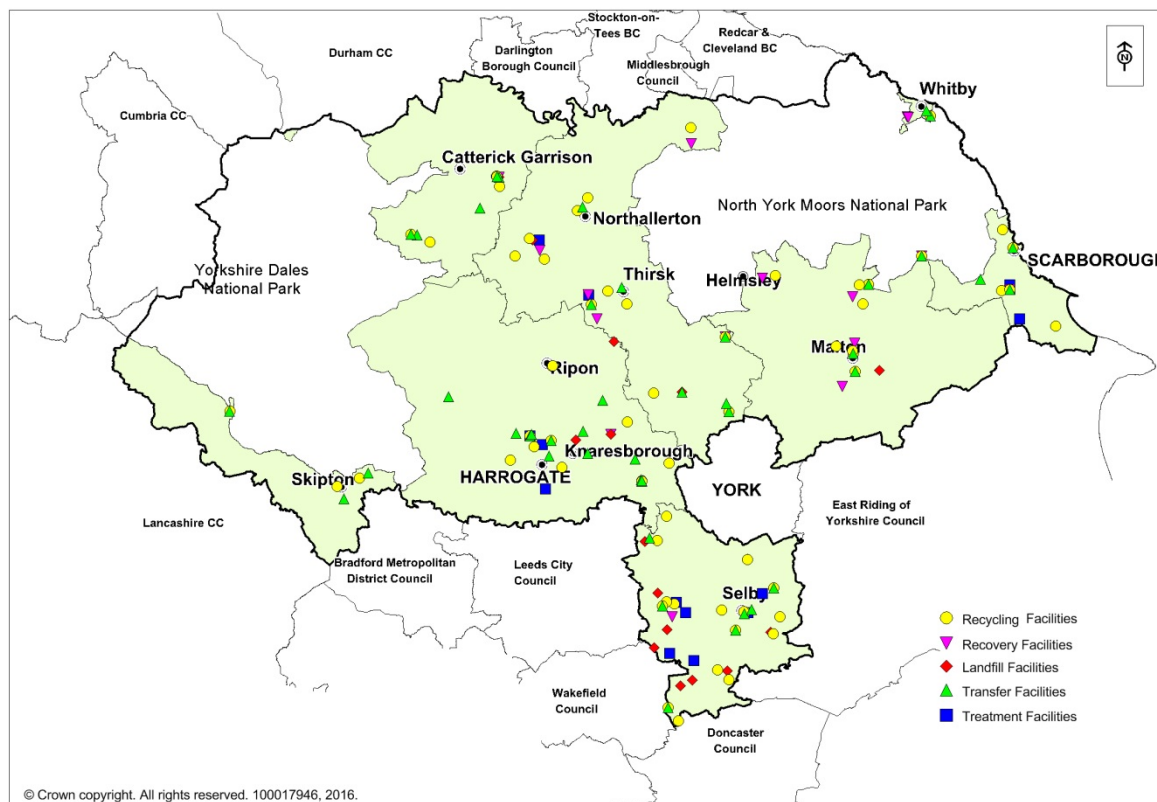 Stockton-on-
Tees BC
Redcar &
Cleveland BC
Durham CC
Darlington
Borough Council
Middlesbrough
Council
N
Whitby
Cumbria CC
Catterick Garrison
North York Moors National Park
Northallerton
Yorkshire Dales
National Park
Thirsk
Helmsley
SCARBOROUGH
Malton
Ripon
Knaresborough
HARROGATE
YORK
Skipton
East Riding of
Yorkshire Council
Lancashire CC
Bradford Metropolitan
District Council
Leeds City
Council
Selby
Recycling Facilities
Recovery Facilities
Landfill Facilities
Transfer Facilities
Treatment Facilities
Wakefield
Council
Doncaster
Council
© Crown copyright. All rights reserved. 100017946, 2016.